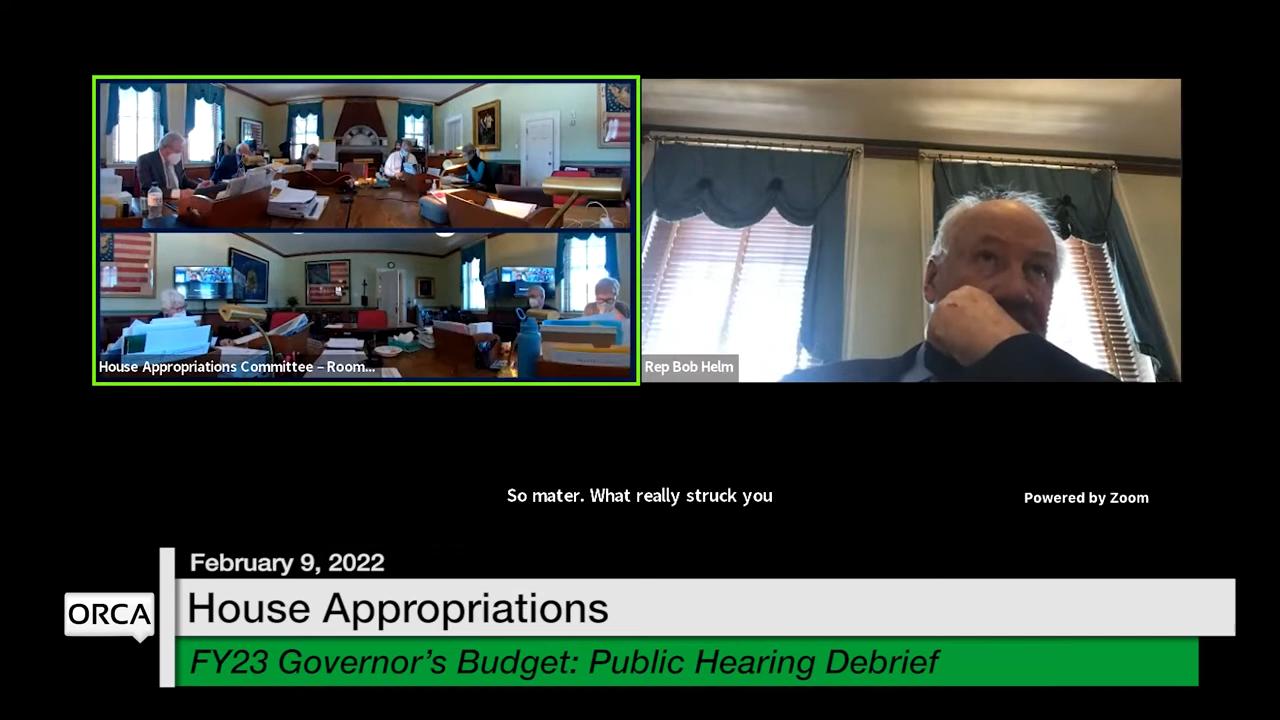 House Appropriations Committee – Room...
Rep Bob Helm
So mater. What really struck you
Powered by Zoom
February 9, 2022
ORCA
House Appropriations
FY23 Governor's Budget: Public Hearing Debrief